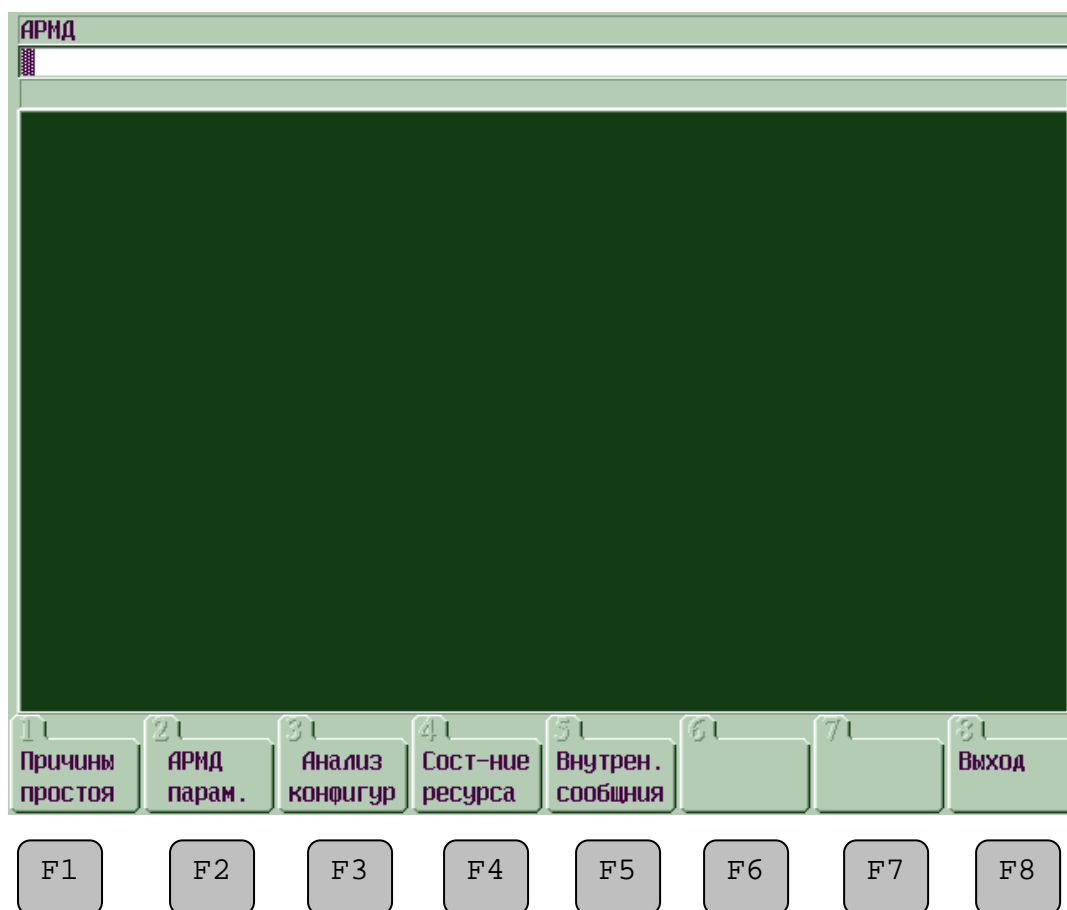 АРМД
1 2 3 4 5 6 7 8
Причины АРМД Анализ Сост-ние Внутрен. Выход
простоя парам. конфигур ресурса сообщния
F1 F2 F3 F4 F5 F6 F7 F8